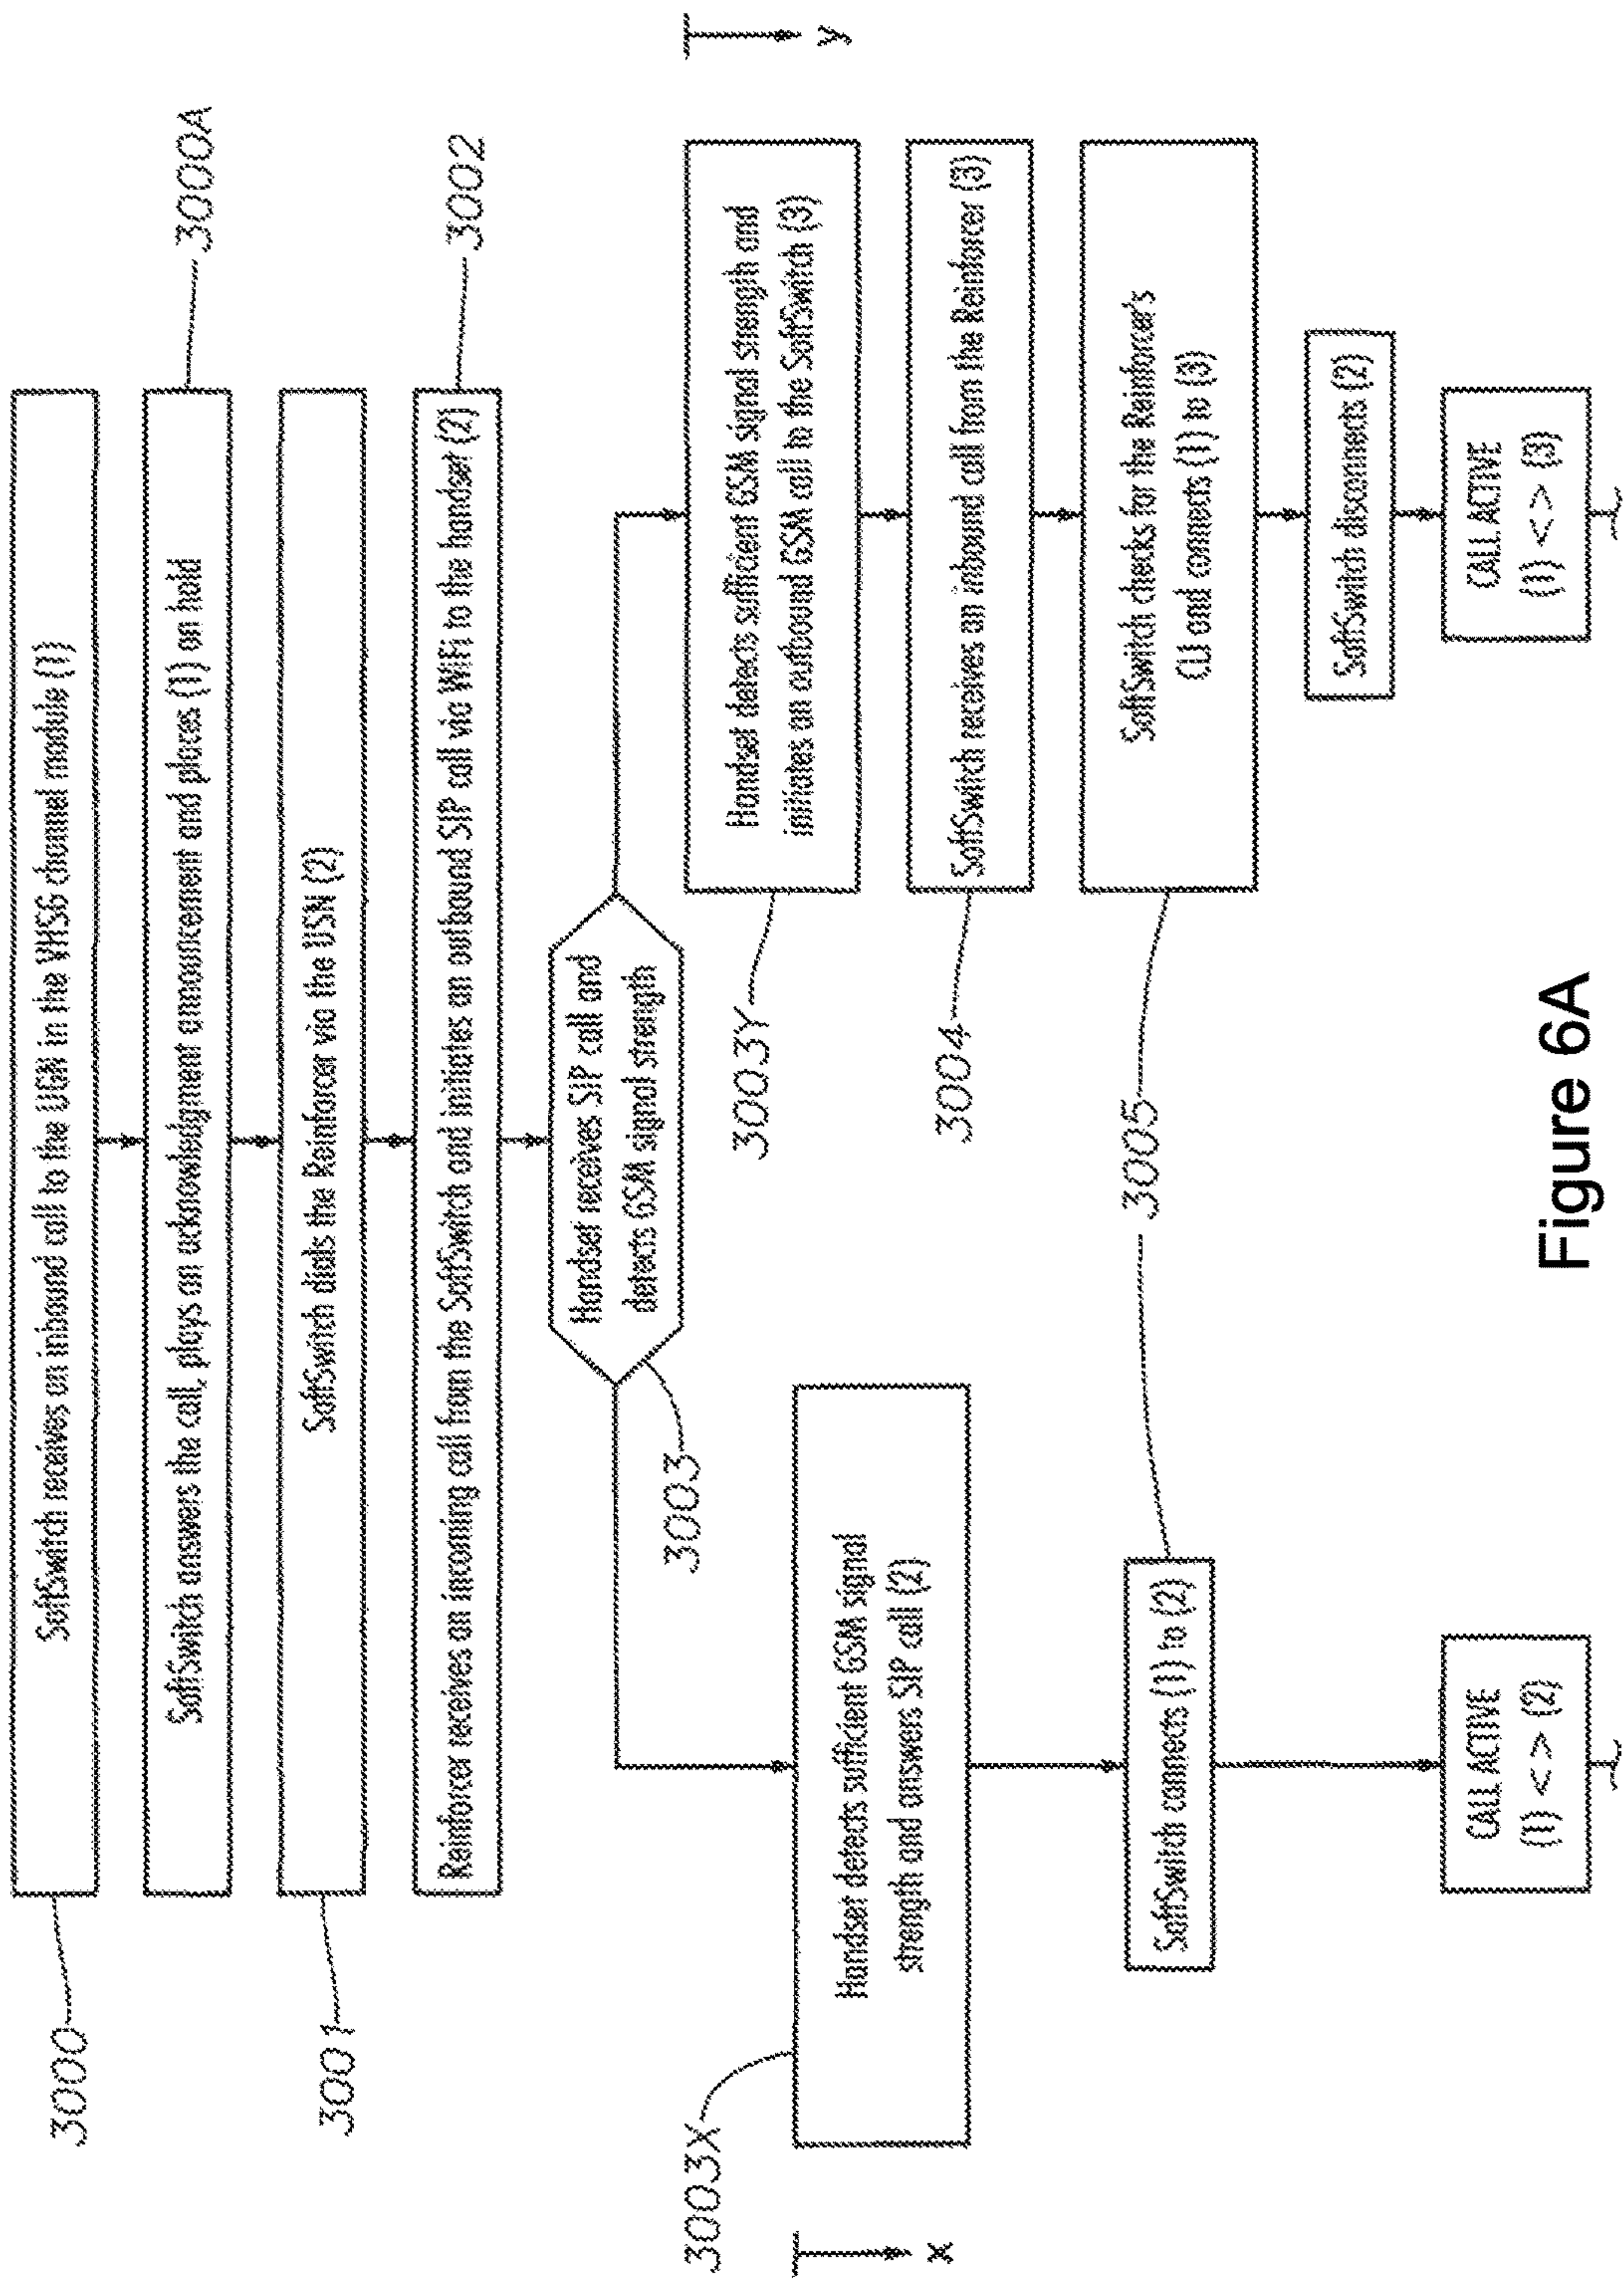 3000
SoftSwitch receives an inbound call to the UGN in the VHS6 channel module (1)
3000A
SoftSwitch answers the call, plays an acknowledgment announcement and places (1) on hold
3001
SoftSwitch dials the Reinforcer via the USN (2)
3002
Reinforcer receives an incoming call from the SoftSwitch and initiates an outbound SIP call via WiFi to the handset (2)
Handset receives SIP call and
detects GSM signal strength
3003
3003X
Handset detects sufficient GSM signal
strength and answers SIP call (2)
3003Y
Handset detects sufficient GSM signal strength and
initiates an outbound GSM call to the SoftSwitch (3)
3004
SoftSwitch receives an inbound call from the Reinforcer (3)
3005
SoftSwitch connects (1) to (2)
SoftSwitch checks for the Reinforcer's
CLI and connects (1) to (3)
SoftSwitch disconnects (2)
CALL ACTIVE
(1) < > (2)
CALL ACTIVE
(1) < > (3)
x
y
Figure 6A